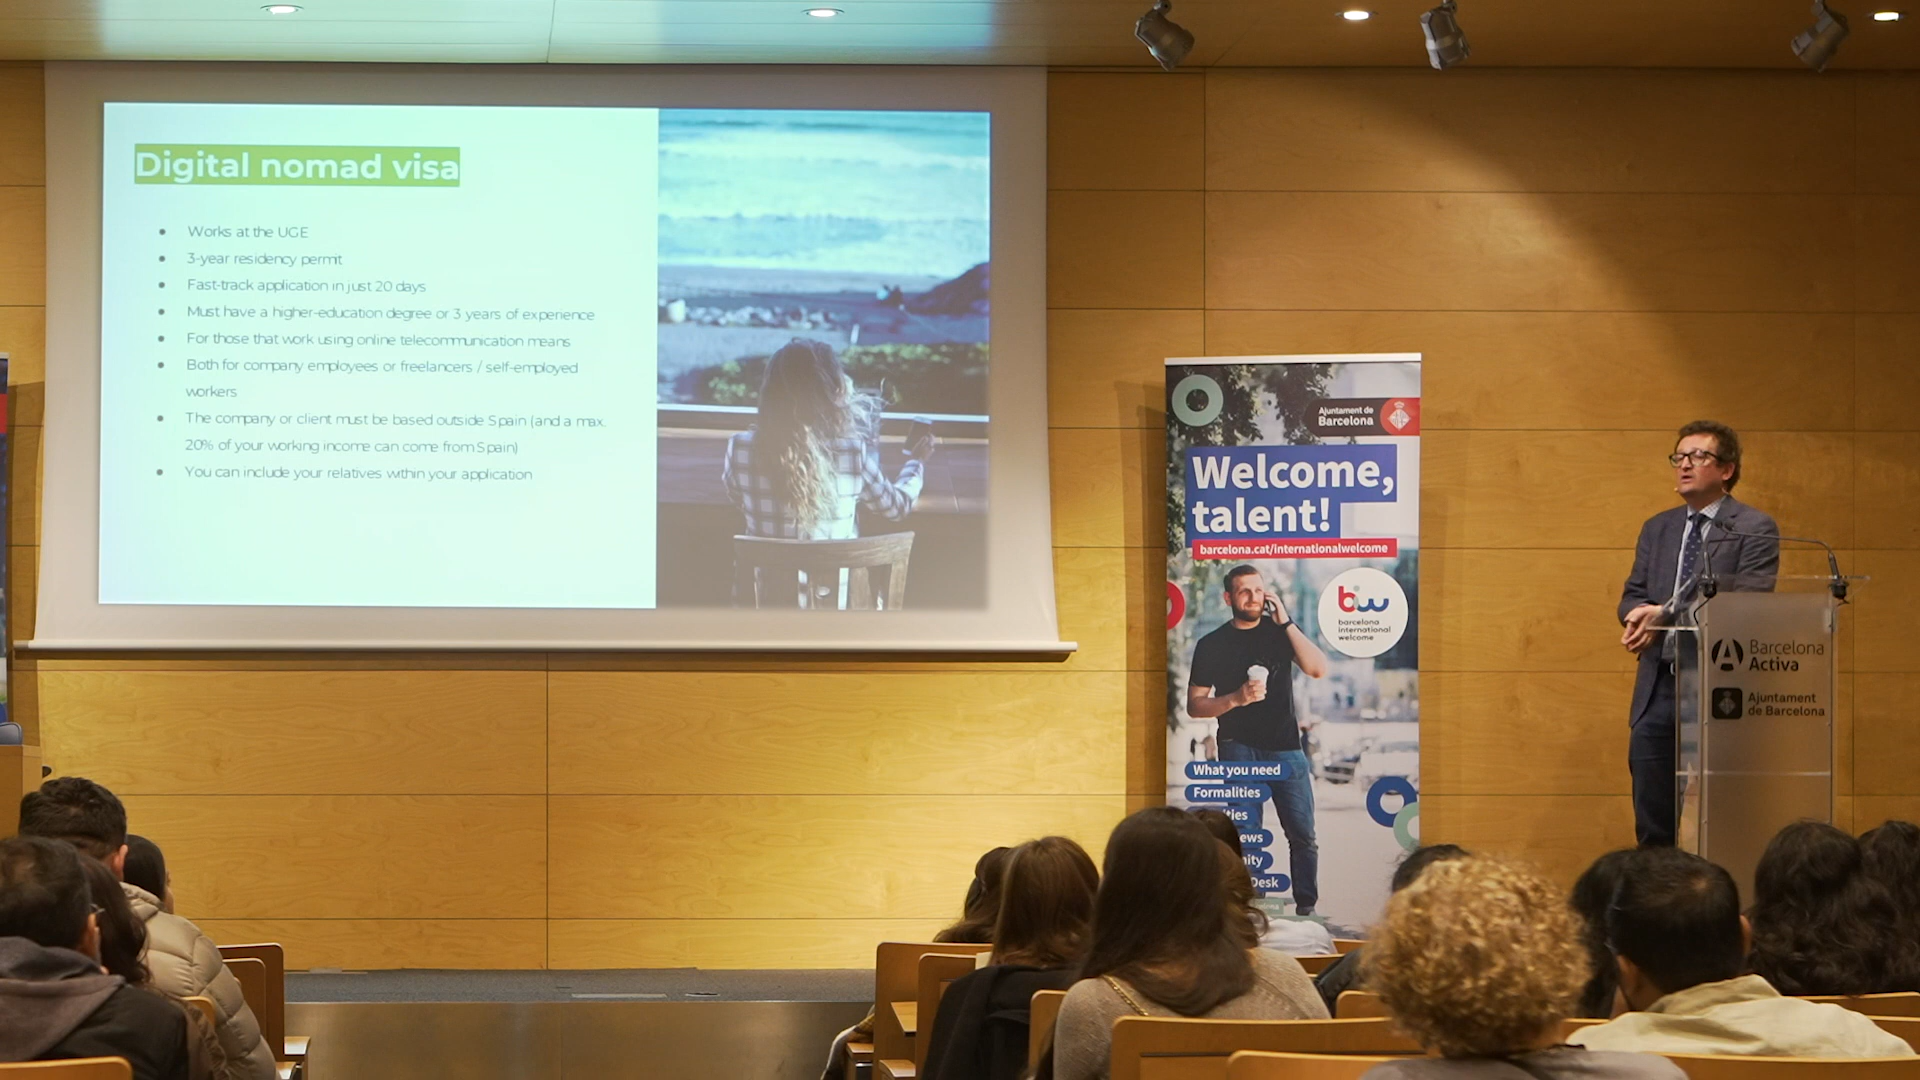 Digital nomad visa
● Works at the UGE
● 3-year residency permit
● Fast-track application in just 20 days
● Must have a higher-education degree or 3 years of experience
● For those that work using online telecommunication means
● Both for company employees or freelancers / self-employed
workers
● The company or client must be based outside Spain (and a max.
20% of your working income can come from Spain)
● You can include your relatives within your application
Ajuntament de
Barcelona
Welcome,
talent!
barcelona.cat/internationalwelcome
biw
barcelona
international
welcome
What you need
Formalities
Desk
Barcelona
Activa
Ajuntament
de Barcelona